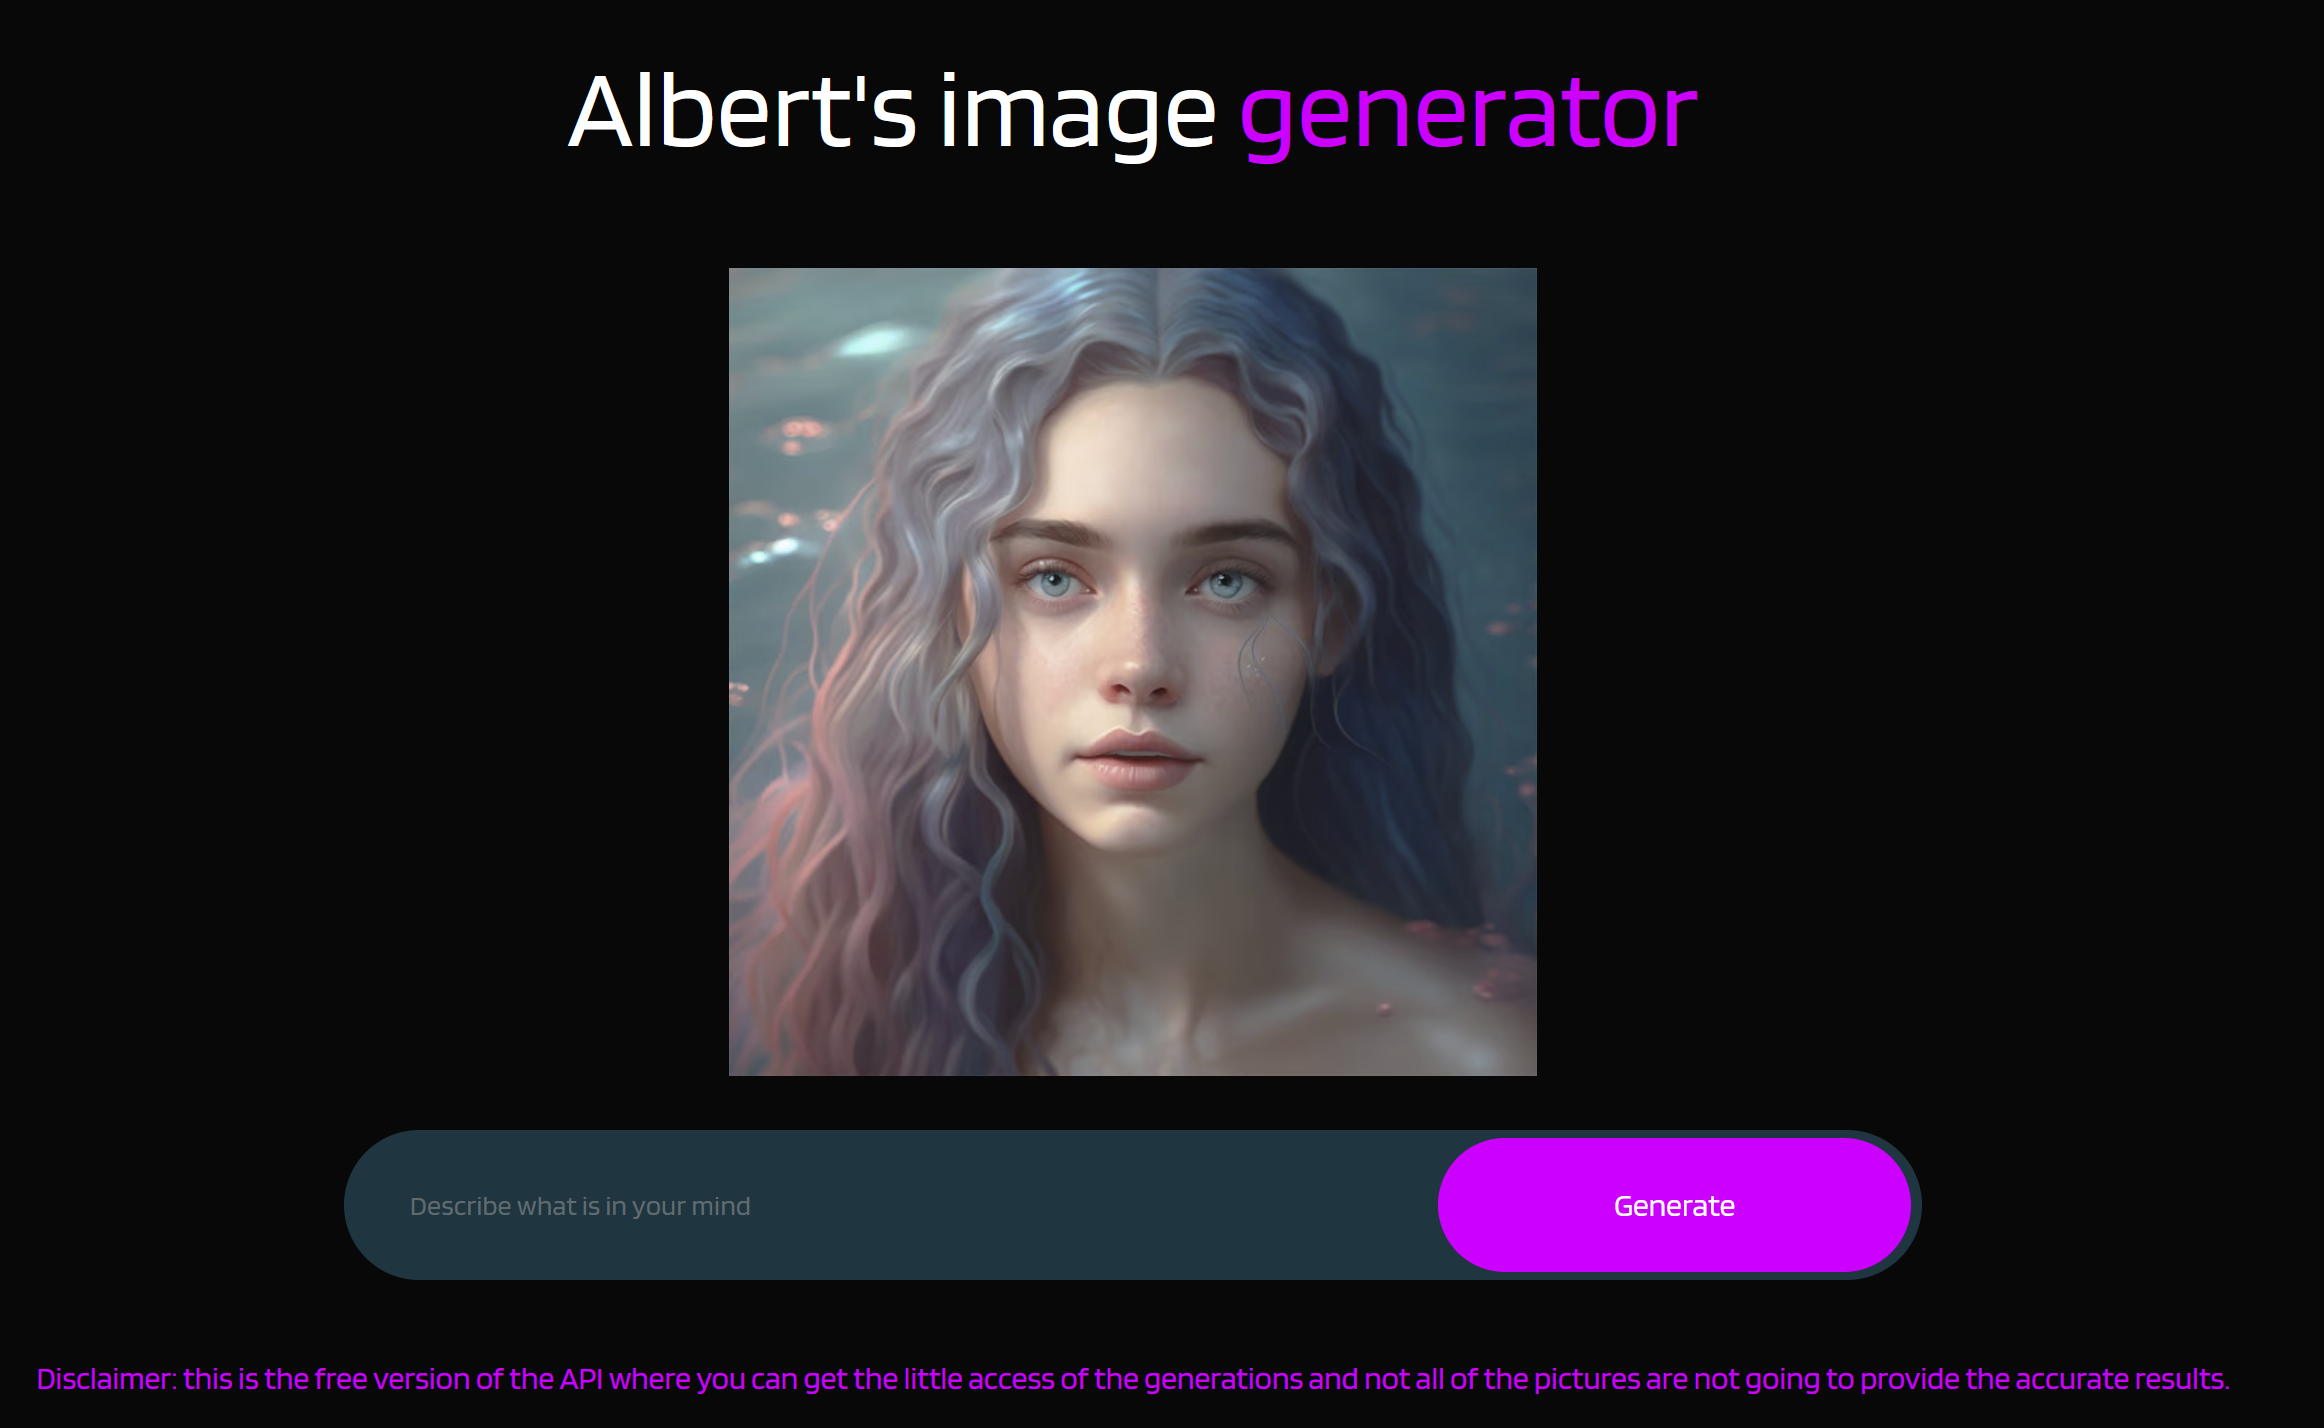 Albert's image generator
Describe what is in your mind
Generate
Disclaimer: this is the free version of the API where you can get the little access of the generations and not all of the pictures are not going to provide the accurate results.